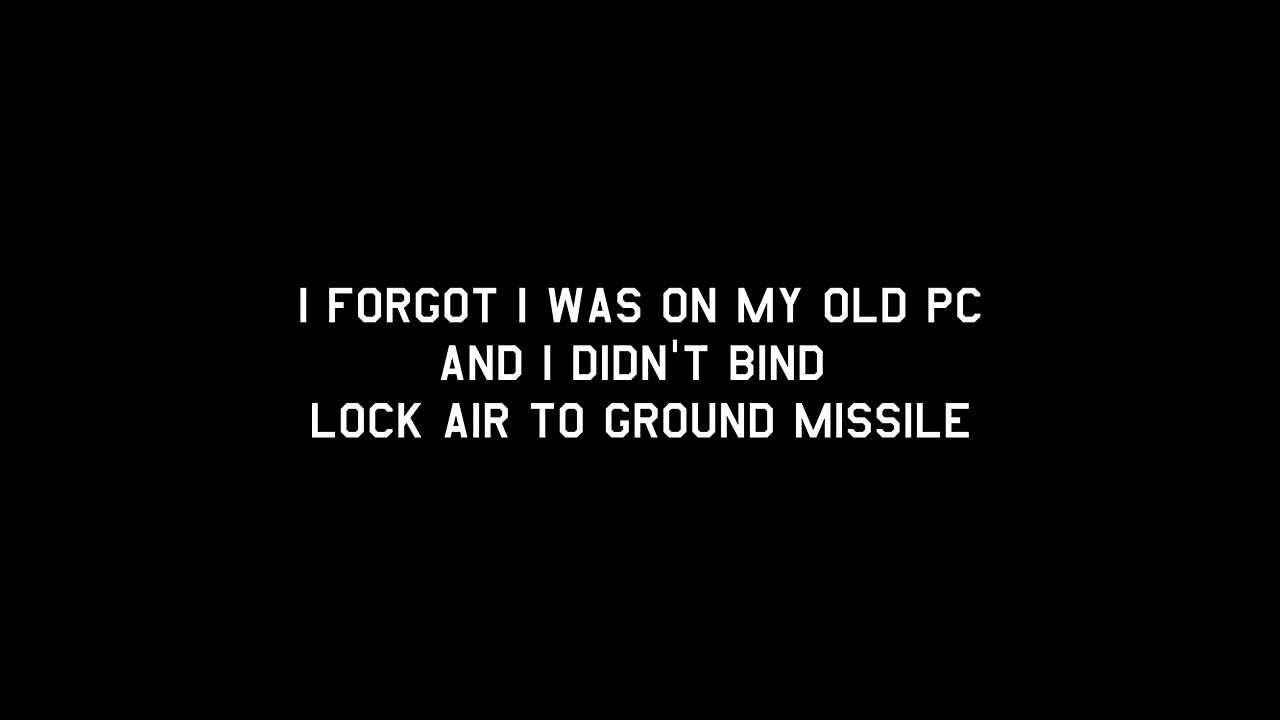 I FORGOT I WAS ON MY OLD PC
AND I DIDN'T BIND
LOCK AIR TO GROUND MISSILE